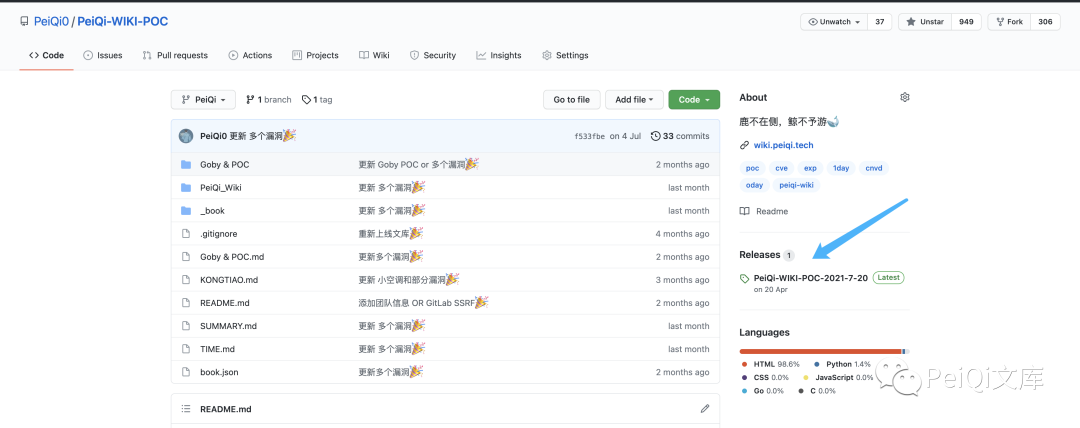 PeiQi0 / PeiQi-WIKI-POC
Unwatch 37 Unstar 949 Fork 306
Code Issues Pull requests Actions Projects Wiki Security Insights Settings
PeiQi 1 branch 1 tag Go to file Add file Code
PeiQi0 更新 多个漏洞 f533fbe on 4 Jul 33 commits
Goby & POC 更新 Goby POC or 多个漏洞 2 months ago
PeiQi_Wiki 更新 多个漏洞 last month
_book 更新 多个漏洞 last month
.gitignore 重新上线文库 4 months ago
Goby & POC.md 更新多个漏洞 2 months ago
KONGTIAO.md 更新 小空调和部分漏洞 3 months ago
README.md 添加团队信息 OR GitLab SSRF 2 months ago
SUMMARY.md 更新 多个漏洞 last month
TIME.md 更新 多个漏洞 last month
book.json 更新多个漏洞 2 months ago
README.md
About
鹿不在侧，鲸不予游
wiki.peiqi.tech
poc cve exp 1day cnvd
oday peiqi-wiki
Readme
Releases 1
PeiQi-WIKI-POC-2021-7-20 Latest
on 20 Apr
Languages
HTML 98.6% Python 1.4%
CSS 0.0% JavaScript 0.0%
Go 0.0% C 0.0%
PeiQi文库